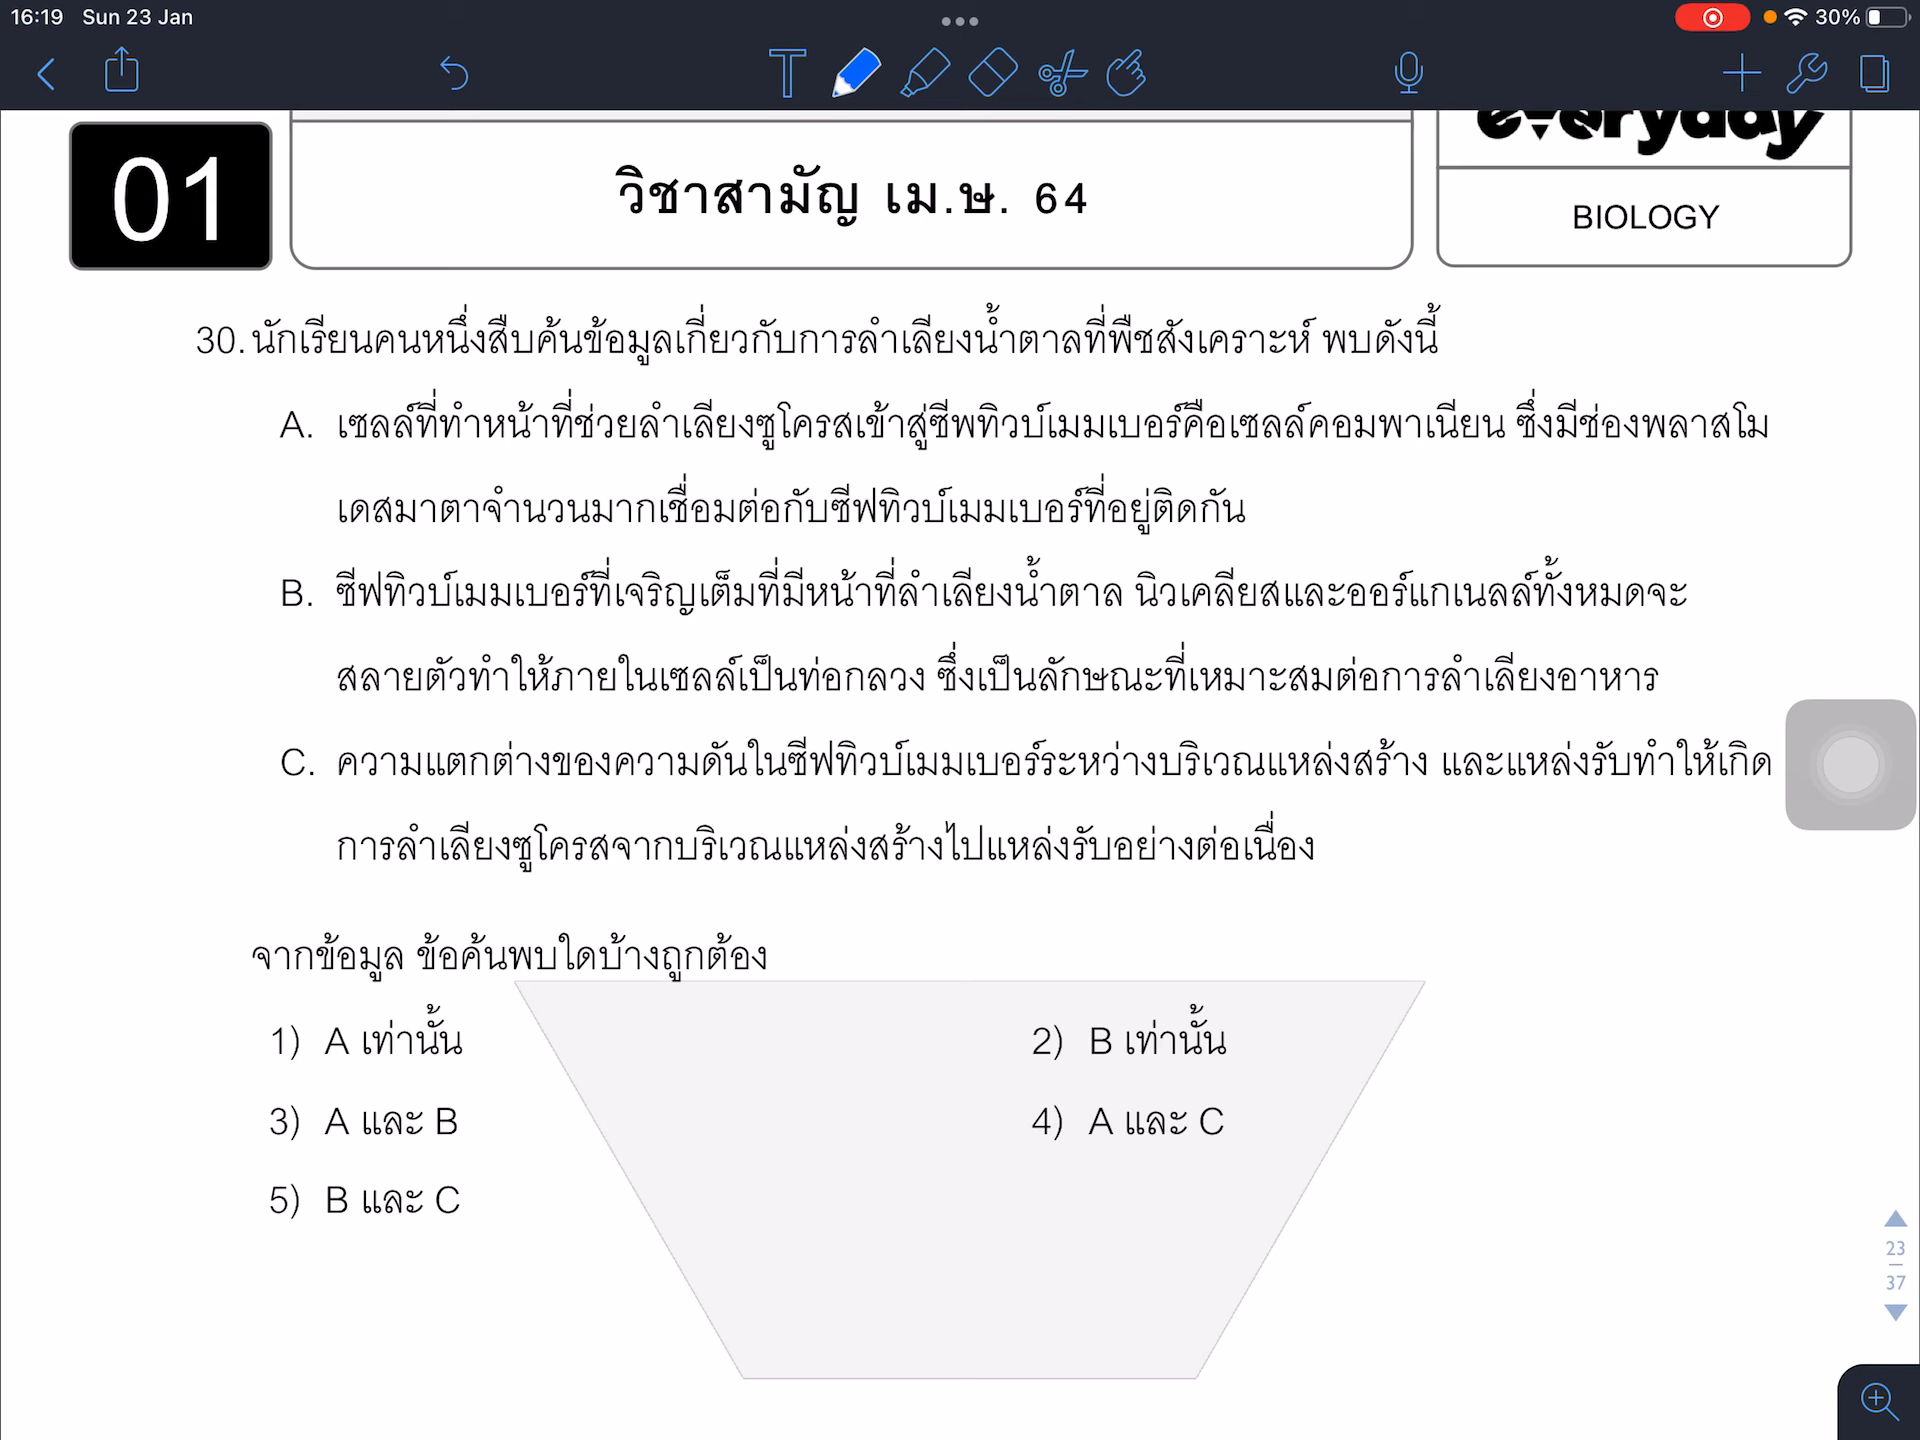 16:19 Sun 23 Jan
30%
01
วิชาสามัญ เม.ษ. 64
everyday
BIOLOGY
30. นักเรียนคนหนึ่งสืบค้นข้อมูลเกี่ยวกับการลำเลียงน้ำตาลที่พืชสังเคราะห์ พบดังนี้
A. เซลล์ที่ทำหน้าที่ช่วยลำเลียงซูโครสเข้าสู่ซีพทิวบ์เมมเบอร์คือเซลล์คอมพาเนียน ซึ่งมีช่องพลาสโม
เดสมาตาจำนวนมากเชื่อมต่อกับซีฟทิวบ์เมมเบอร์ที่อยู่ติดกัน
B. ซีฟทิวบ์เมมเบอร์ที่เจริญเต็มที่มีหน้าที่ลำเลียงน้ำตาล นิวเคลียสและออร์แกเนลล์ทั้งหมดจะ
สลายตัวทำให้ภายในเซลล์เป็นท่อกลวง ซึ่งเป็นลักษณะที่เหมาะสมต่อการลำเลียงอาหาร
C. ความแตกต่างของความดันในซีฟทิวบ์เมมเบอร์ระหว่างบริเวณแหล่งสร้าง และแหล่งรับทำให้เกิด
การลำเลียงซูโครสจากบริเวณแหล่งสร้างไปแหล่งรับอย่างต่อเนื่อง
จากข้อมูล ข้อค้นพบใดบ้างถูกต้อง
1) A เท่านั้น
2) B เท่านั้น
3) A และ B
4) A และ C
5) B และ C
23
37